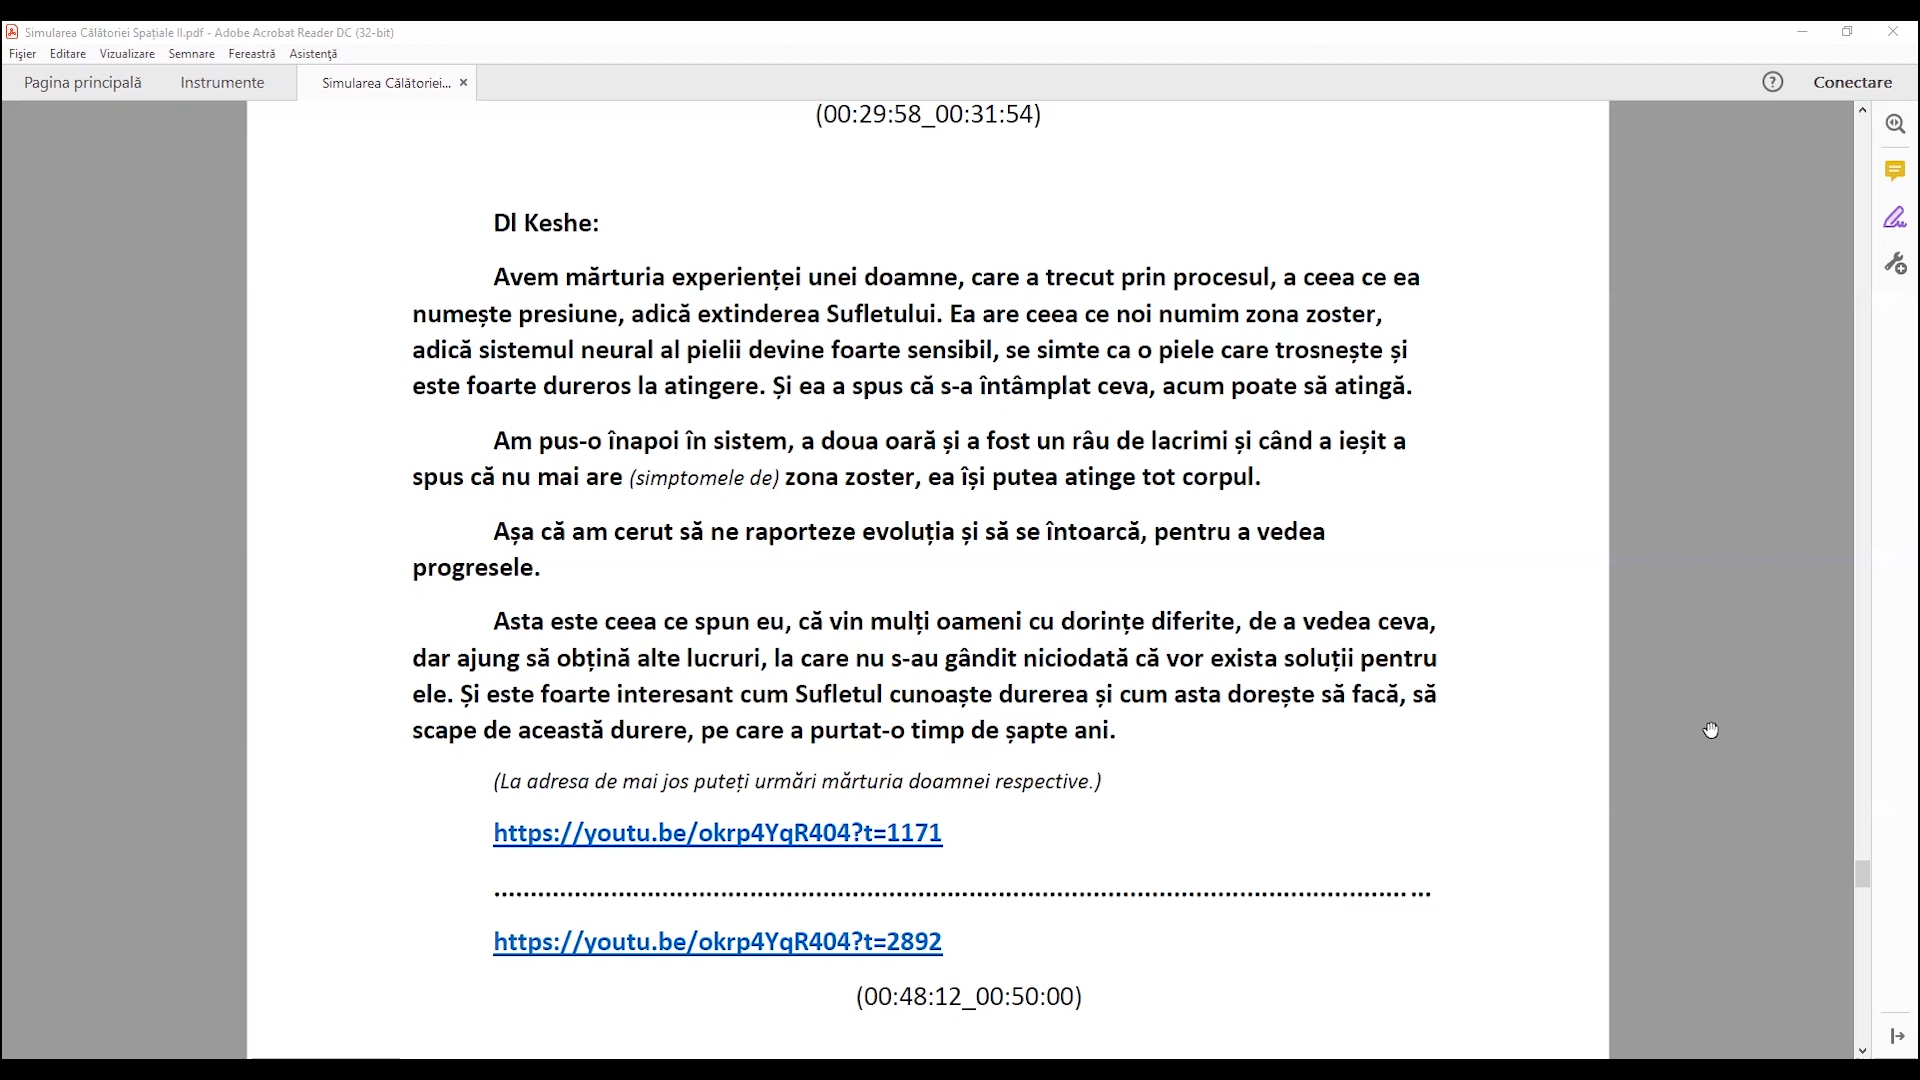 Simularea Călătoriei Spațiale II.pdf - Adobe Acrobat Reader DC (32-bit)
Fișier Editare Vizualizare Semnare Fereastră Asistență
Pagina principală Instrumente Simularea Călătoriei... × Conectare
(00:29:58_00:31:54)
Dl Keshe:
Avem mărturia experienței unei doamne, care a trecut prin procesul, a ceea ce ea
numește presiune, adică extinderea Sufletului. Ea are ceea ce noi numim zona zoster,
adică sistemul neural al pielii devine foarte sensibil, se simte ca o piele care trosnește și
este foarte dureros la atingere. Și ea a spus că s-a întâmplat ceva, acum poate să atingă.
Am pus-o înapoi în sistem, a doua oară și a fost un râu de lacrimi și când a ieșit a
spus că nu mai are (simptomele de) zona zoster, ea își putea atinge tot corpul.
Așa că am cerut să ne raporteze evoluția și să se întoarcă, pentru a vedea
progresele.
Asta este ceea ce spun eu, că vin mulți oameni cu dorințe diferite, de a vedea ceva,
dar ajung să obțină alte lucruri, la care nu s-au gândit niciodată că vor exista soluții pentru
ele. Și este foarte interesant cum Sufletul cunoaște durerea și cum asta dorește să facă, să
scape de această durere, pe care a purtat-o timp de șapte ani.
(La adresa de mai jos puteți urmări mărturia doamnei respective.)
https://youtu.be/okrp4YqR404?t=1171
………………………………………………………………………………………………………… …
https://youtu.be/okrp4YqR404?t=2892
(00:48:12_00:50:00)